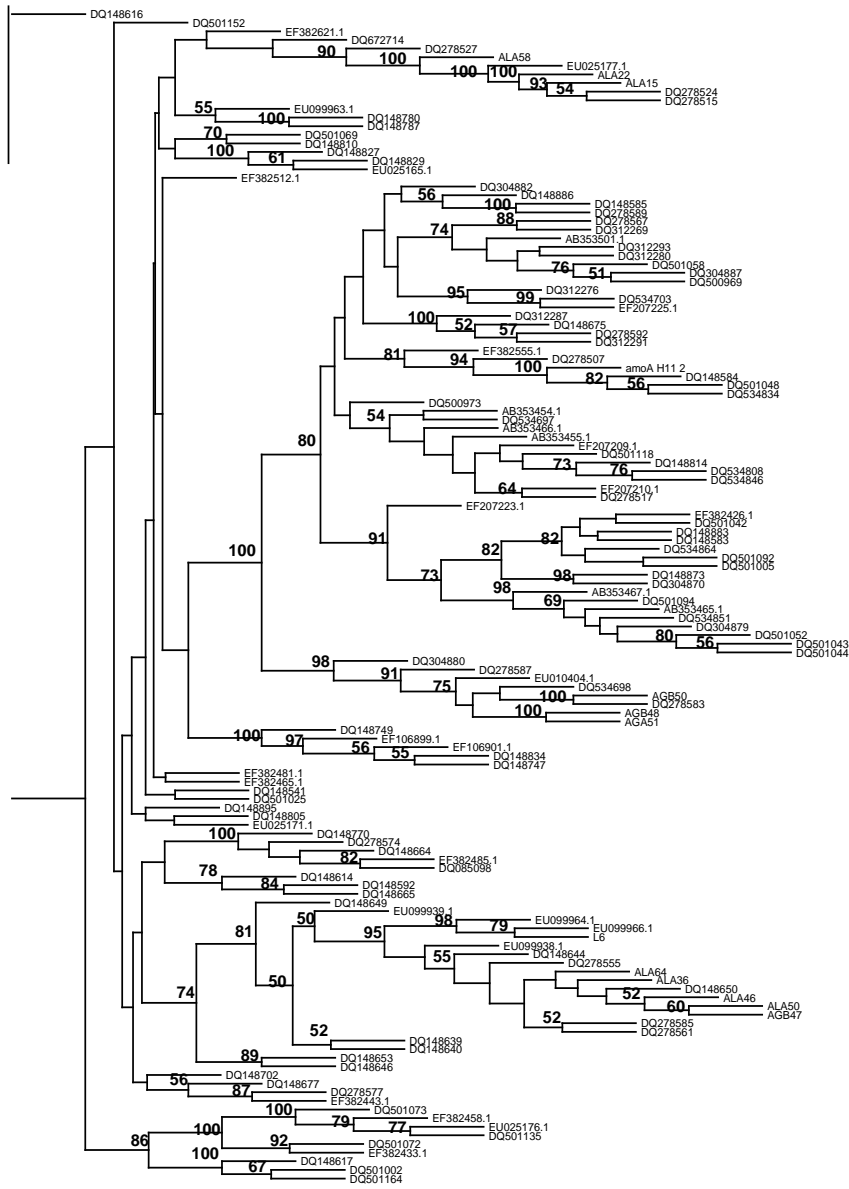 DQ148616
DQ501152
EF382621.1
DQ672714
90 DQ278527
100 ALA58
100 100 EU025177.1
ALA22
93 ALA15
54 DQ278524
DQ278515
55 EU099963.1
100 DQ148780
DQ148787
70 DQ501069
DQ148810
100 DQ148827
61 DQ148829
EU025165.1
EF382512.1
DQ304882
56 DQ148886
100 DQ148585
DQ278589
88 DQ278567
74 DQ312269
AB353501.1
DQ312293
DQ312280
76 DQ501058
51 DQ304887
DQ500969
95 DQ312276
99 DQ534703
EF207225.1
100 DQ312287
52 DQ148675
57 DQ278592
DQ312291
81 EF382555.1
94 DQ278507
100 amoA H11 2
82 DQ148584
56 DQ501048
DQ534834
DQ500973
54 AB353454.1
DQ534697
AB353466.1
AB353455.1
80 EF207209.1
DQ501118
73 DQ148814
76 DQ534808
DQ534846
64 EF207210.1
DQ278517
EF207223.1
EF382426.1
DQ501042
91 82 DQ148883
DQ148583
82 DQ534864
100 DQ501092
DQ501005
73 98 DQ148873
DQ304870
98 AB353467.1
69 DQ501094
AB353465.1
DQ534851
DQ304879
80 DQ501052
56 DQ501043
DQ501044
98 DQ304880
91 DQ278587
EU010404.1
75 DQ534698
100 AGB50
DQ278583
100 AGB48
AGA51
100 DQ148749
97 EF106899.1
56 EF106901.1
55 DQ148834
DQ148747
EF382481.1
EF382465.1
DQ148541
DQ501025
DQ148895
DQ148805
EU025171.1
100 DQ148770
DQ278574
DQ148664
82 EF382485.1
DQ085098
78 DQ148614
84 DQ148592
DQ148665
DQ148649
50 EU099939.1
98 EU099964.1
81 95 79 EU099966.1
L6
EU099938.1
55 DQ148644
DQ278555
ALA64
50 ALA36
74 DQ148650
52 ALA46
60 ALA50
AGB47
52 DQ278585
DQ278561
52 DQ148639
DQ148640
89 DQ148653
DQ148646
DQ148702
56 DQ148677
87 DQ278577
EF382443.1
100 DQ501073
79 EF382458.1
100 77 EU025176.1
DQ501135
86 92 DQ501072
EF382433.1
100 DQ148617
67 DQ501002
DQ501164